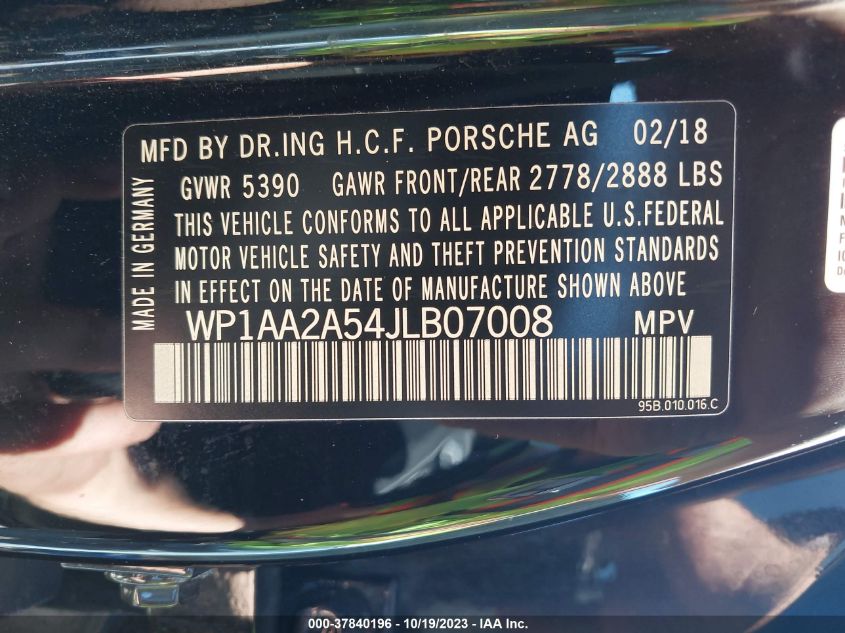 MFD BY DR.ING H.C.F. PORSCHE AG 02/18
GVWR 5390 GAWR FRONT/REAR 2778/2888 LBS
THIS VEHICLE CONFORMS TO ALL APPLICABLE U.S.FEDERAL
MOTOR VEHICLE SAFETY AND THEFT PREVENTION STANDARDS
IN EFFECT ON THE DATE OF MANUFACTURE SHOWN ABOVE
WP1AA2A54JLB07008 MPV
95B.010.016.C
MADE IN GERMANY
000-37840196 - 10/19/2023 - IAA Inc.